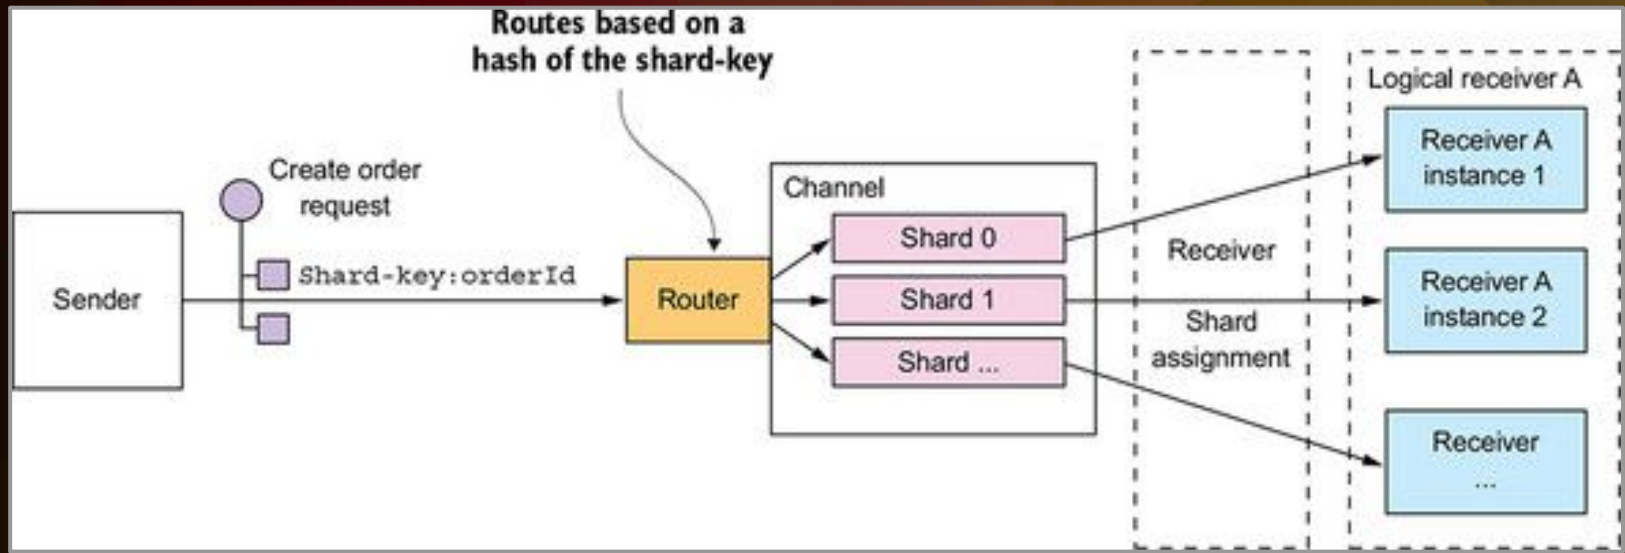 Routes based on a
hash of the shard-key
Create order
request
Shard-key:orderId
Sender
Router
Channel
Shard 0
Shard 1
Shard ...
Receiver
Shard
assignment
Logical receiver A
Receiver A
instance 1
Receiver A
instance 2
Receiver
...